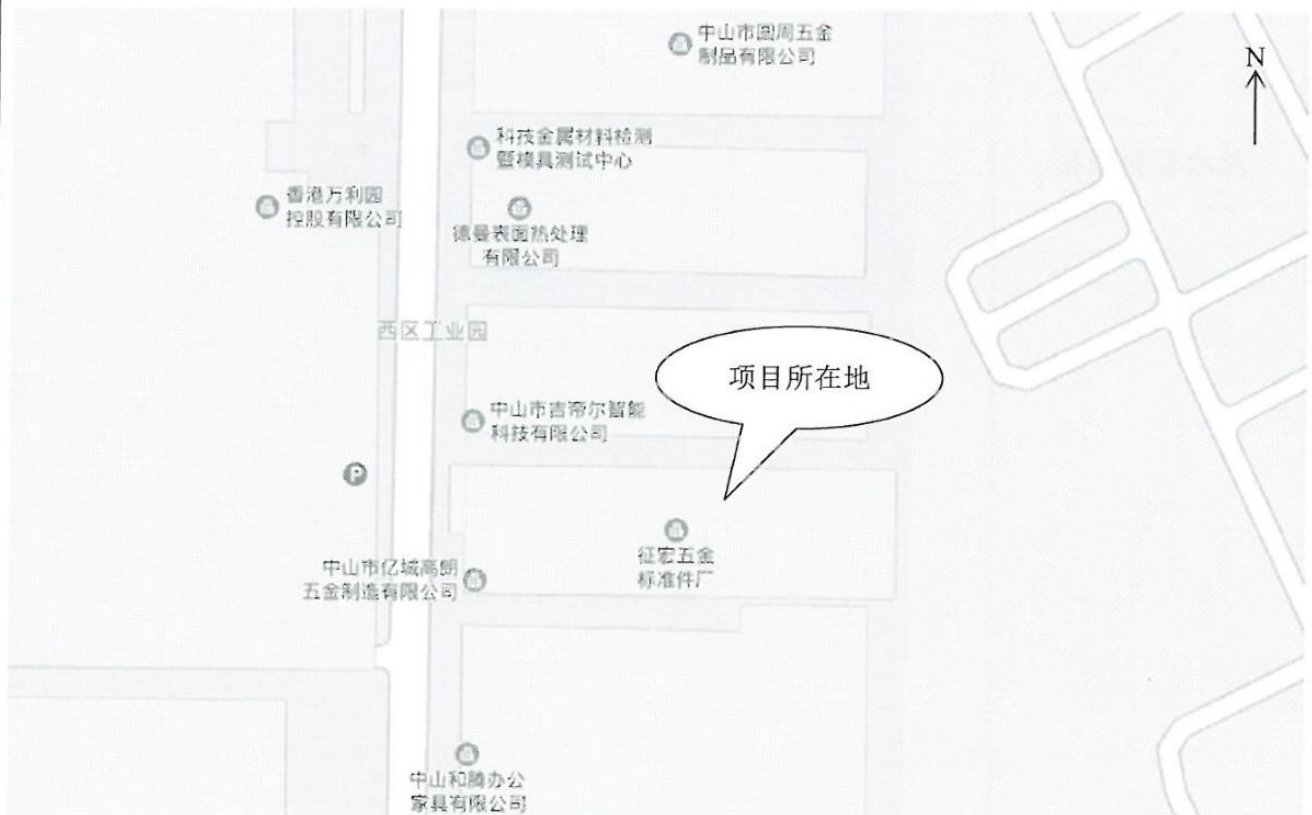 中山市圆周五金
制品有限公司
N
科技金属材料检测
暨模具测试中心
香港万利园
控股有限公司
德曼表面热处理
有限公司
西区工业园
项目所在地
中山市吉帝尔智能
科技有限公司
P
征宏五金
标准件厂
中山市亿城高朗
五金制造有限公司
中山和腾办公
家具有限公司